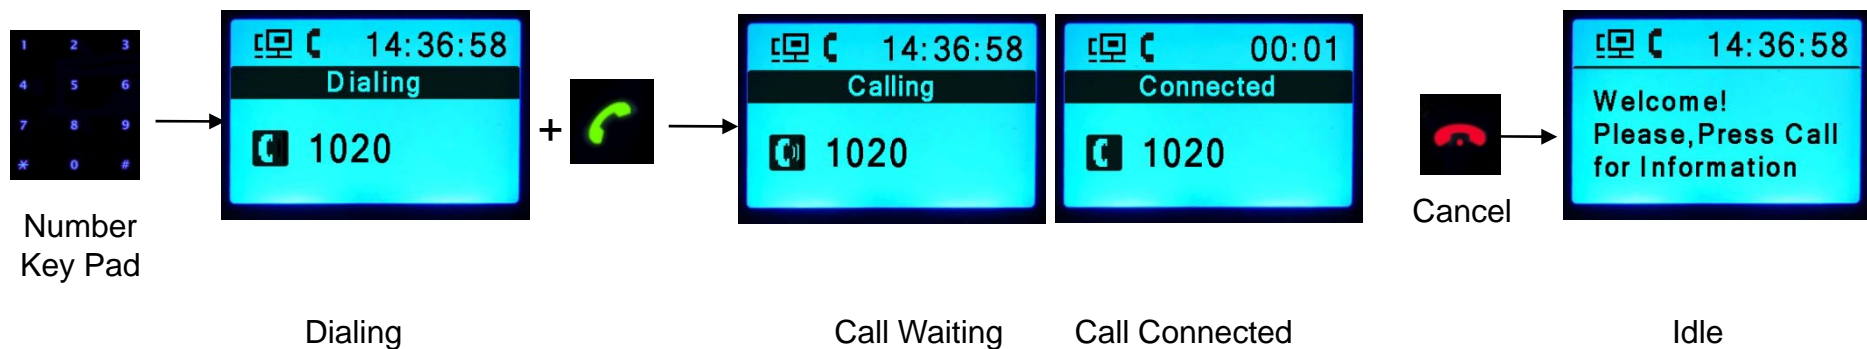 1 2 3
4 5 6
7 8 9
* 0 #
Number
Key Pad
14:36:58
Dialing
1020
+
14:36:58
Calling
1020
00:01
Connected
1020
Cancel
14:36:58
Welcome!
Please,Press Call
for Information
Dialing
Call Waiting
Call Connected
Idle